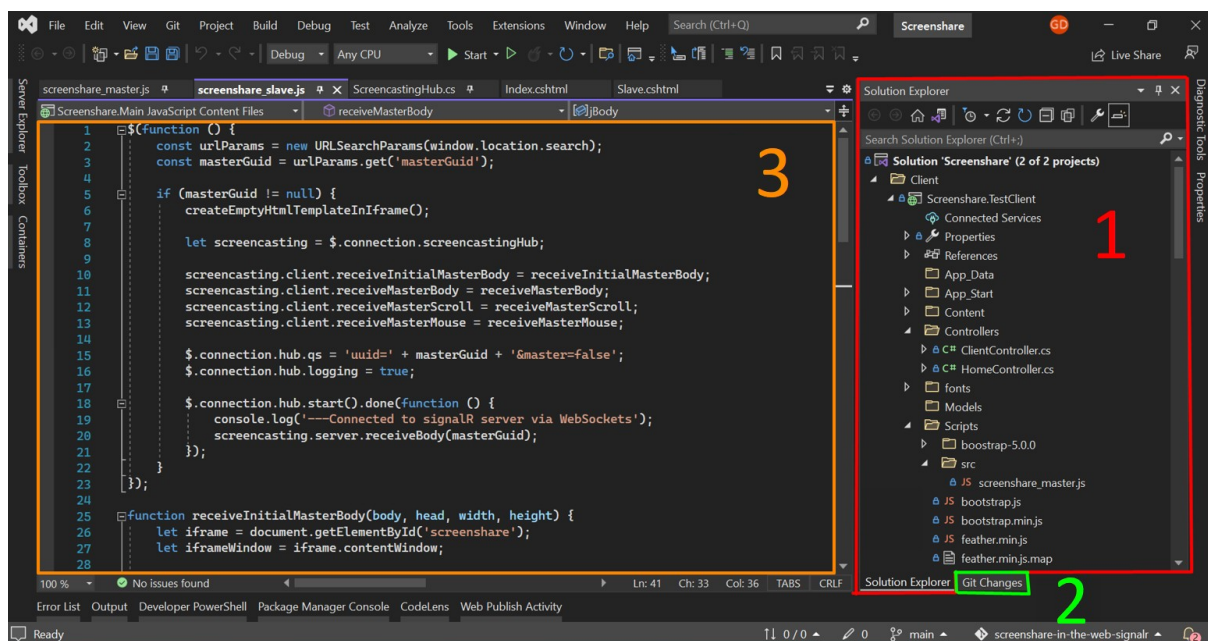 File Edit View Git Project Build Debug Test Analyze Tools Extensions Window Help Search (Ctrl+Q) Screenshare GD
Debug Any CPU Start Live Share
screenshare_master.js screenshare_slave.js ScreencastingHub.cs Index.cshtml Slave.cshtml
Screenshare.Main JavaScript Content Files receiveMasterBody jBody
1 $(function () {
2 const urlParams = new URLSearchParams(window.location.search);
3 const masterGuid = urlParams.get('masterGuid');
4
5 if (masterGuid != null) {
6 createEmptyHtmlTemplateInIframe();
7
8 let screencasting = $.connection.screencastingHub;
9
10 screencasting.client.receiveInitialMasterBody = receiveInitialMasterBody;
11 screencasting.client.receiveMasterBody = receiveMasterBody;
12 screencasting.client.receiveMasterScroll = receiveMasterScroll;
13 screencasting.client.receiveMasterMouse = receiveMasterMouse;
14
15 $.connection.hub.qs = 'uuid=' + masterGuid + '&master=false';
16 $.connection.hub.logging = true;
17
18 $.connection.hub.start().done(function () {
19 console.log('---Connected to signalR server via WebSockets');
20 screencasting.server.receiveBody(masterGuid);
21 });
22 }
23 });
24
25 function receiveInitialMasterBody(body, head, width, height) {
26 let iframe = document.getElementById('screenshare');
27 let iframeWindow = iframe.contentWindow;
28
3
100 % No issues found Ln: 41 Ch: 33 Col: 36 TABS CRLF
Server Explorer
Toolbox
Containers
Solution Explorer
Search Solution Explorer (Ctrl+;)
Solution 'Screenshare' (2 of 2 projects)
Client
Screenshare.TestClient
Connected Services
Properties
References
App_Data
App_Start
Content
Controllers
C# ClientController.cs
C# HomeController.cs
fonts
Models
Scripts
boostrap-5.0.0
src
JS screenshare_master.js
JS bootstrap.js
JS bootstrap.min.js
JS feather.min.js
feather.min.js.map
1
Solution Explorer Git Changes
2
Diagnostic Tools
Properties
Error List Output Developer PowerShell Package Manager Console CodeLens Web Publish Activity
Ready 0 / 0 0 main screenshare-in-the-web-signalr 2